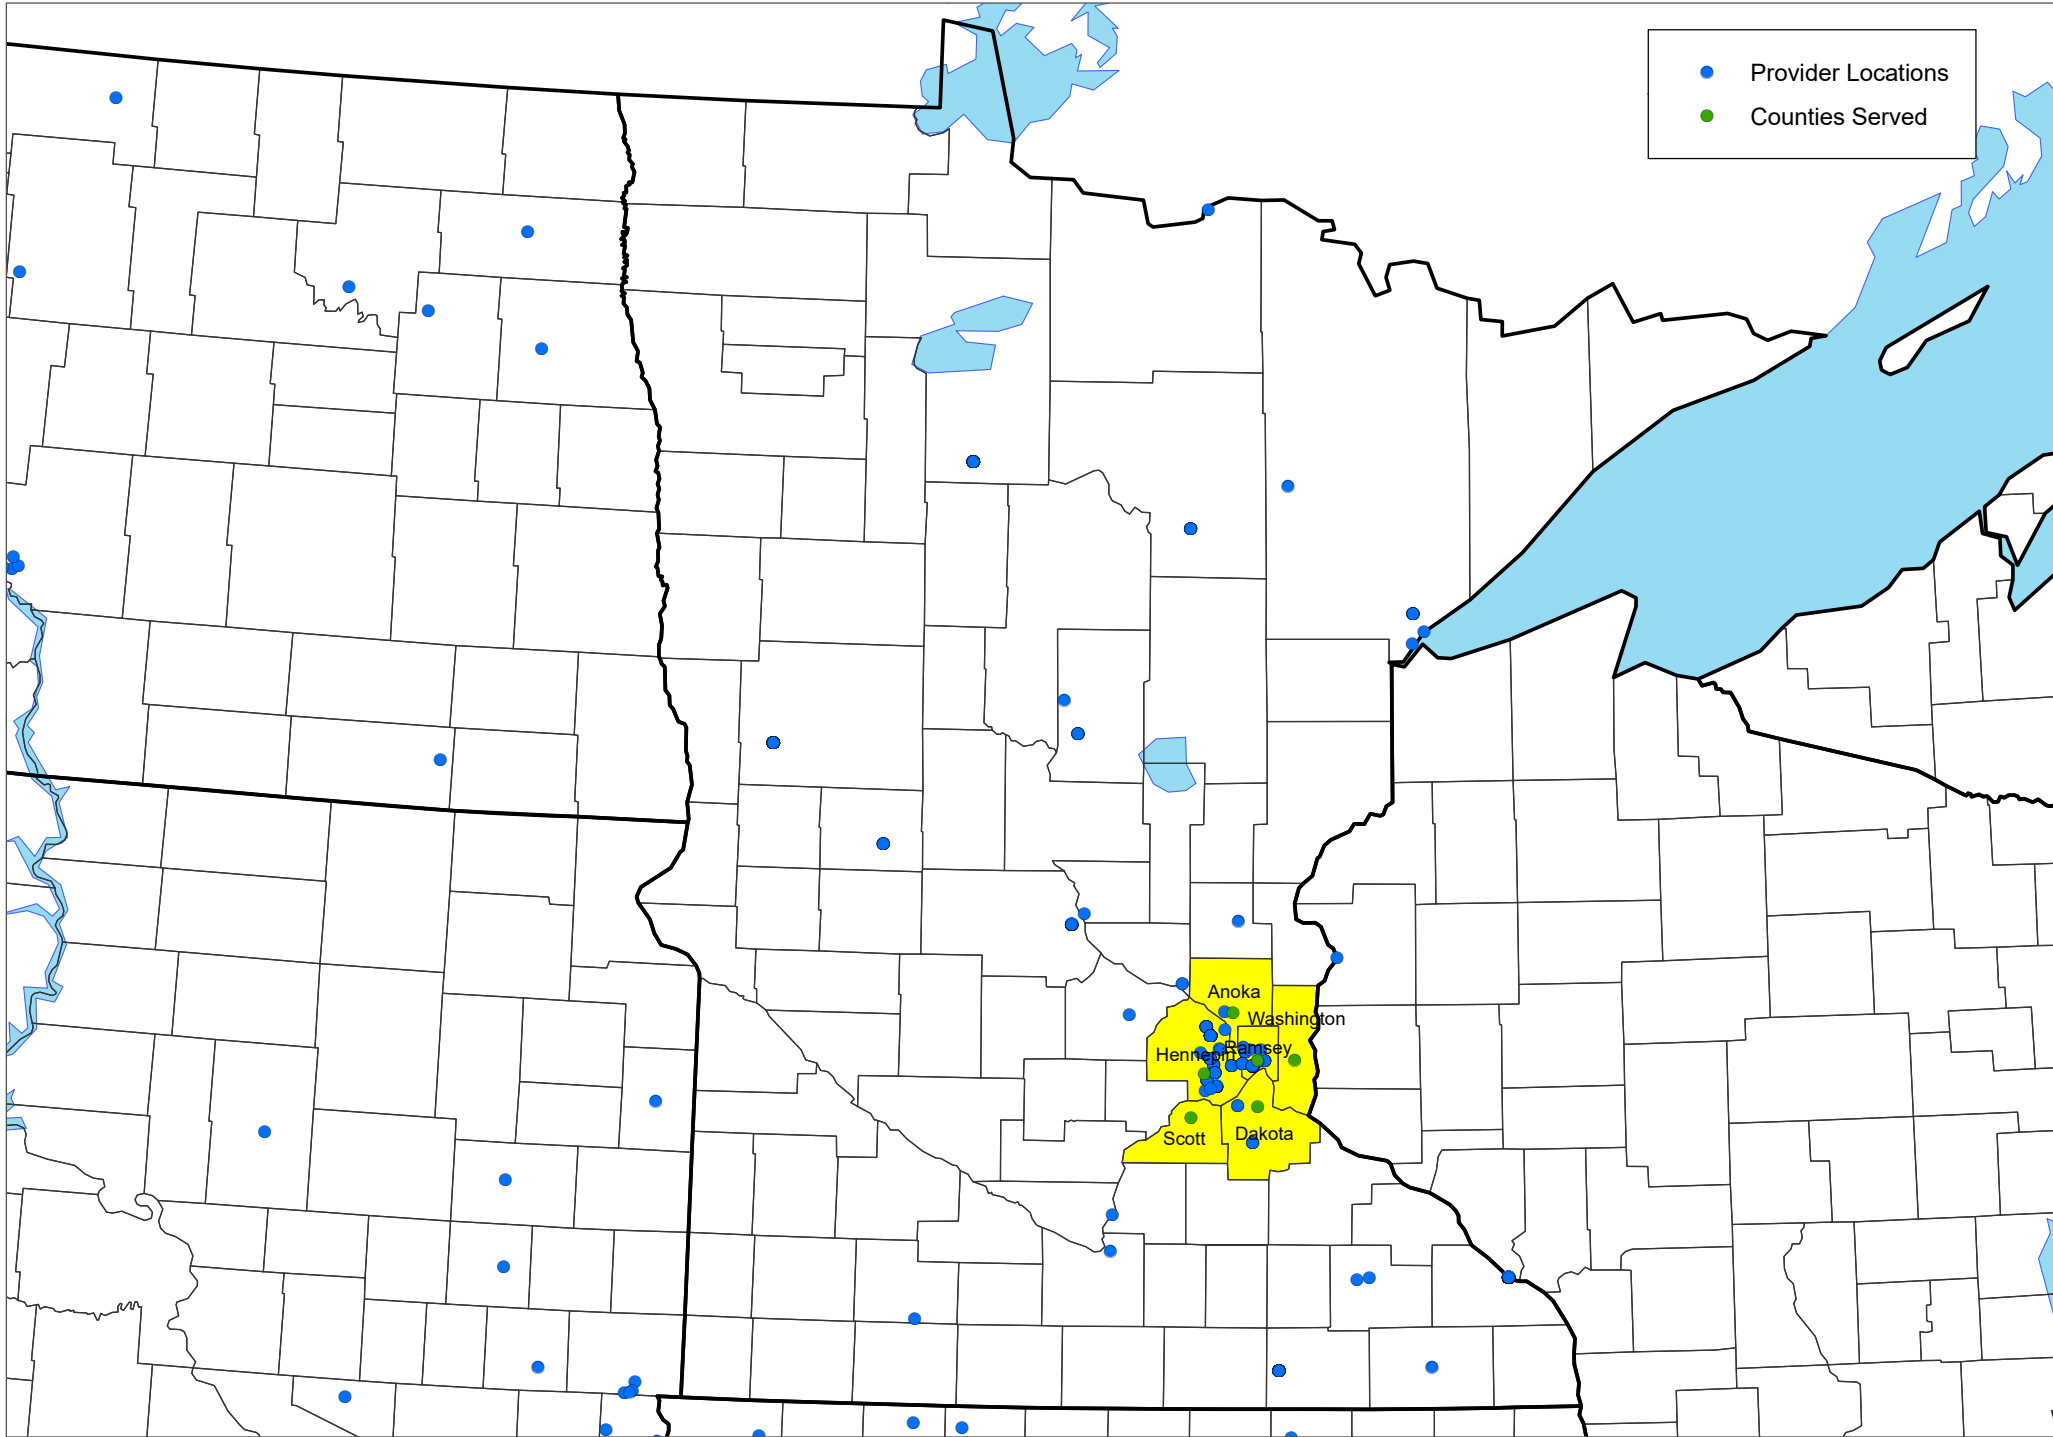 Provider Locations
Counties Served
Anoka
Washington
Ramsey
Hennepin
Scott
Dakota